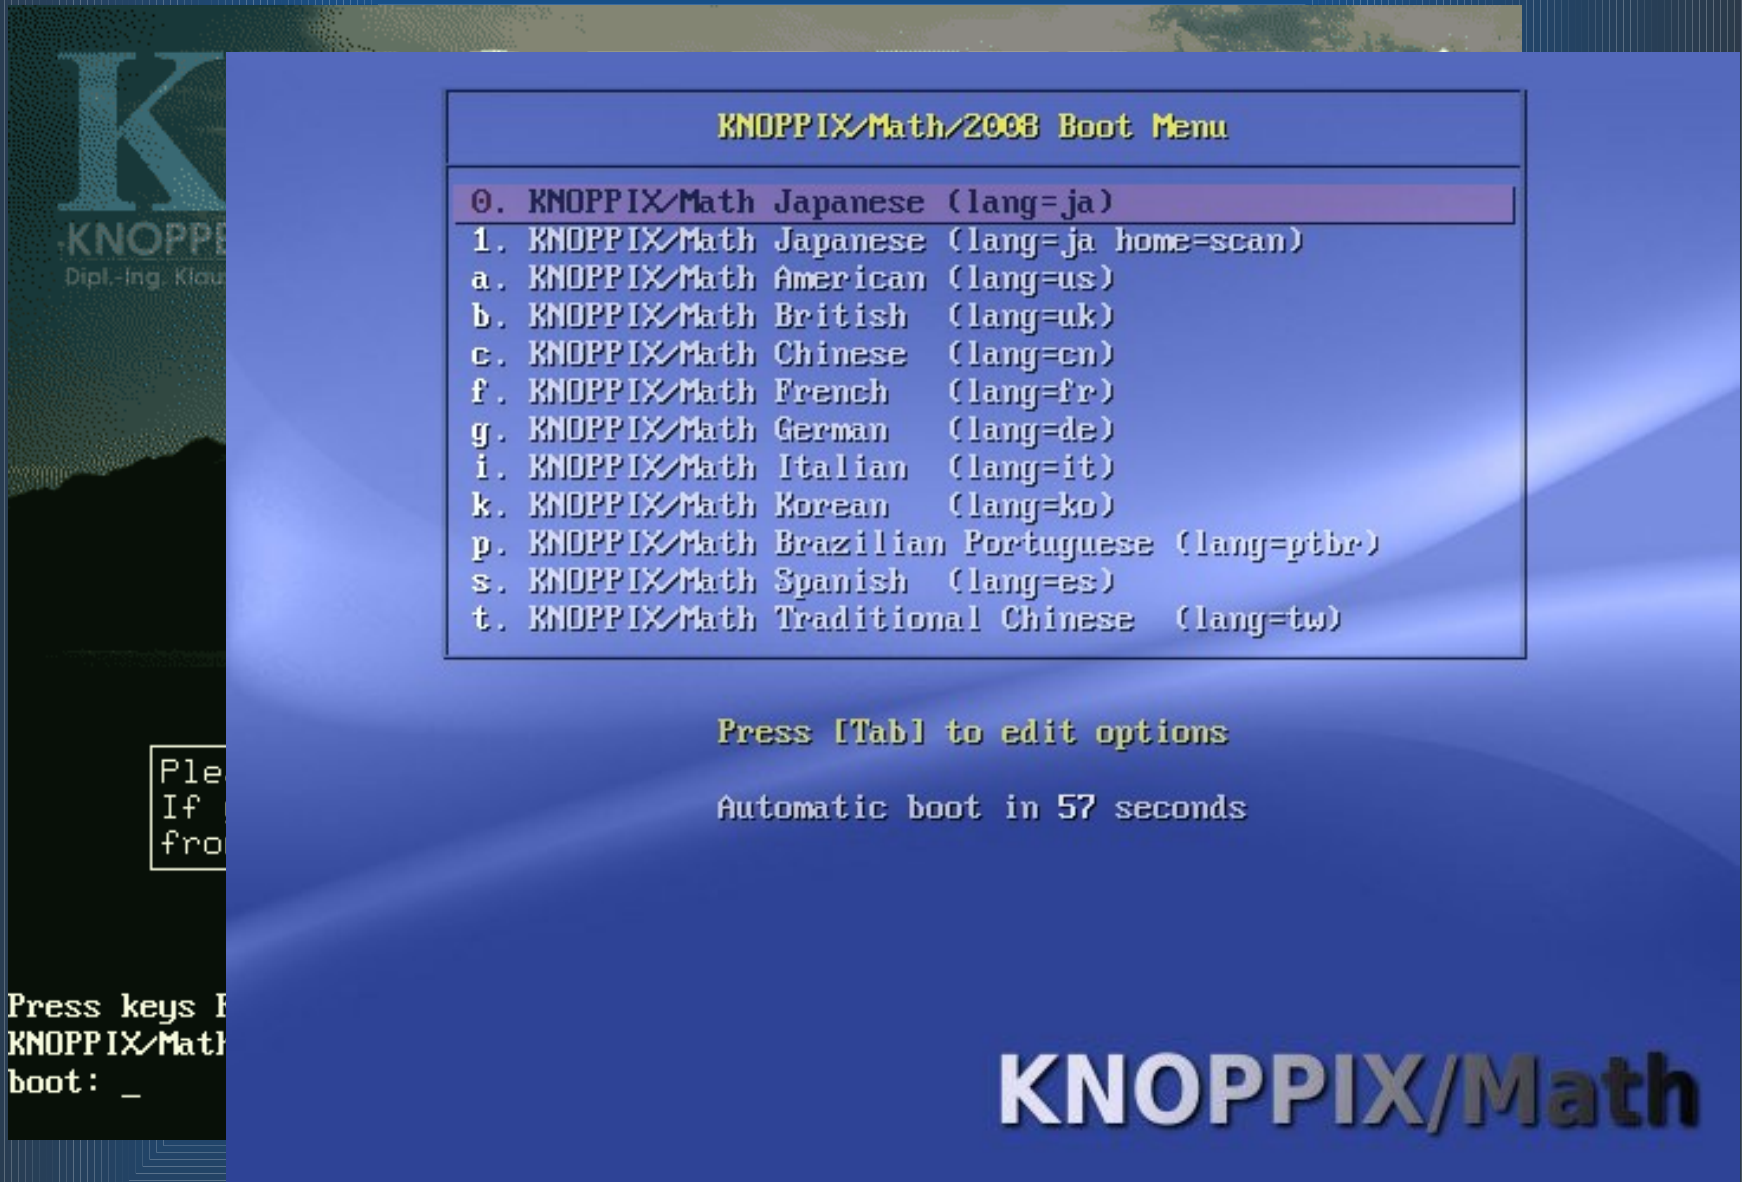 K
KNOPP
Dipl.-Ing. Klau
KNOPPIX/Math/2008 Boot Menu
0. KNOPPIX/Math Japanese (lang=ja)
1. KNOPPIX/Math Japanese (lang=ja home=scan)
a. KNOPPIX/Math American (lang=us)
b. KNOPPIX/Math British (lang=uk)
c. KNOPPIX/Math Chinese (lang=cn)
f. KNOPPIX/Math French (lang=fr)
g. KNOPPIX/Math German (lang=de)
i. KNOPPIX/Math Italian (lang=it)
k. KNOPPIX/Math Korean (lang=ko)
p. KNOPPIX/Math Brazilian Portuguese (lang=ptbr)
s. KNOPPIX/Math Spanish (lang=es)
t. KNOPPIX/Math Traditional Chinese (lang=tw)
Press [Tab] to edit options
Automatic boot in 57 seconds
Ple
If
fro
Press keys
KNOPPIX/Math
boot: _
KNOPPIX/Math